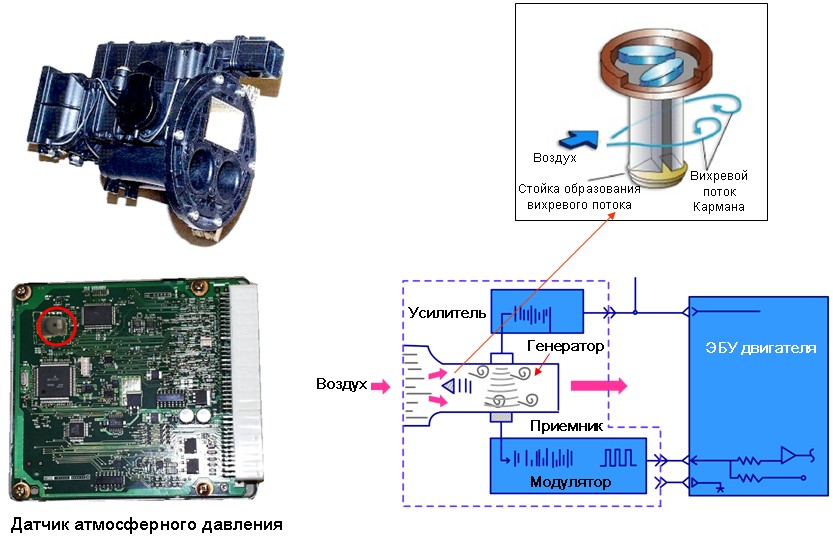 Воздух
Стойка образования
вихревого потока
Вихревой
поток
Кармана
Усилитель
Генератор
ЭБУ двигателя
Воздух
Приемник
Модулятор
Датчик атмосферного давления